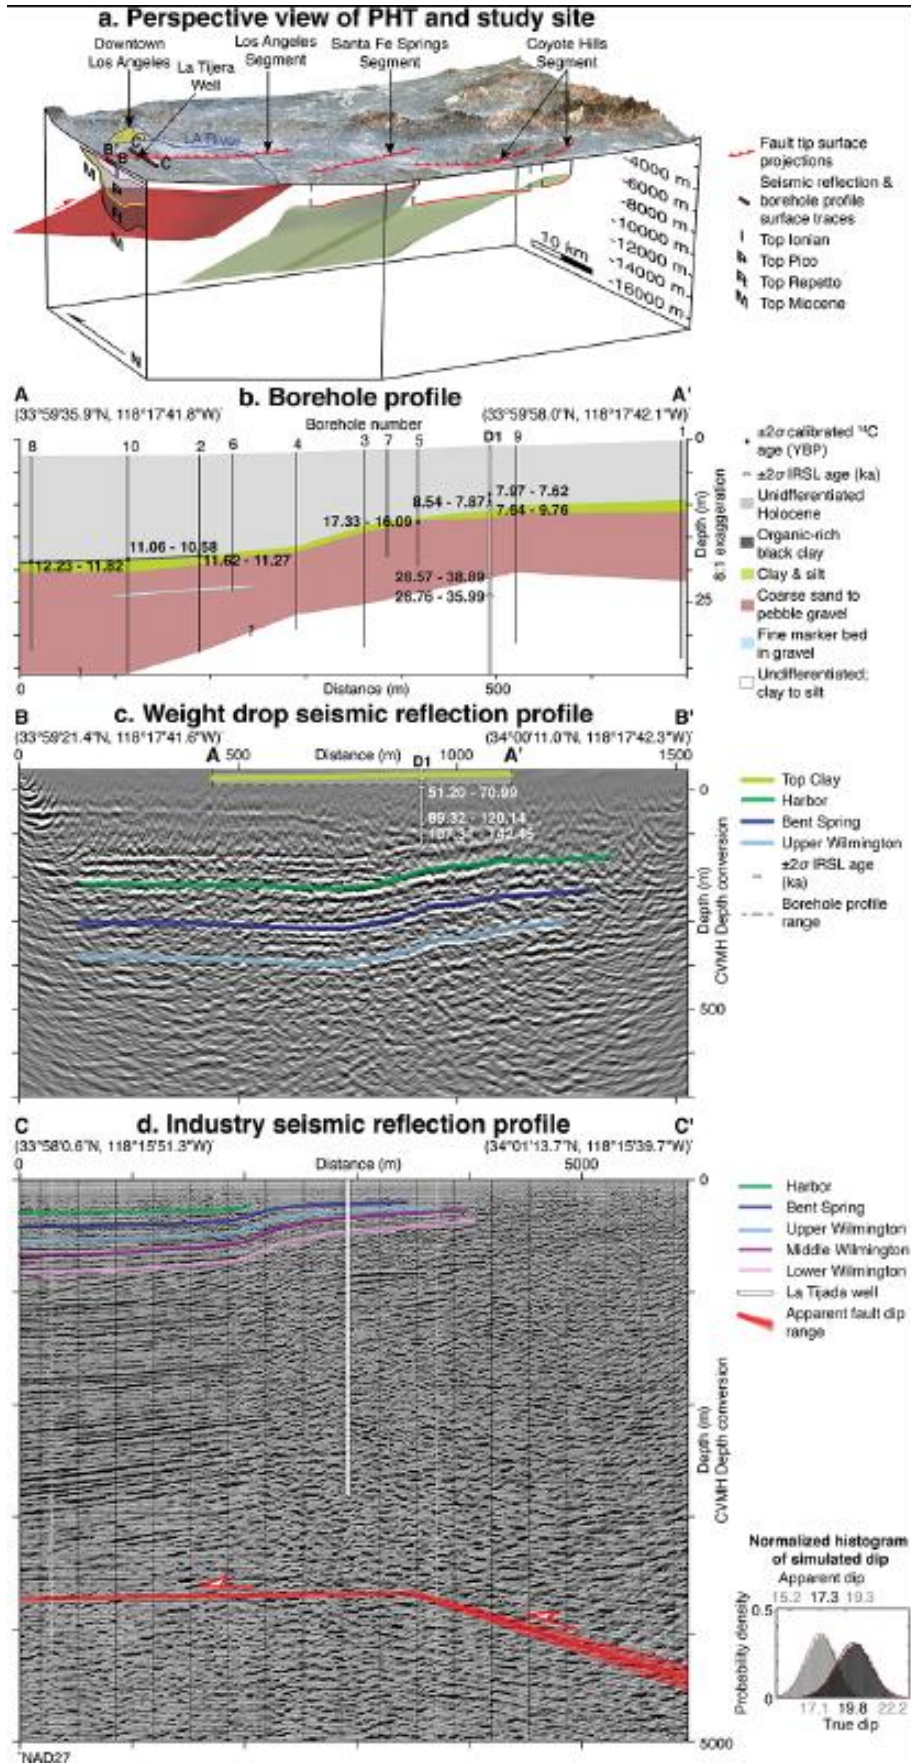 a. Perspective view of PHT and study site
Downtown
Los Angeles
La Tijera
Well
Los Angeles
Segment
Santa Fe Springs
Segment
Coyote Hills
Segment
LA River
B'
B
C'
C
M
Pi
R
M
-4000 m
-6000 m
-8000 m
-10000 m
-12000 m
-14000 m
-16000 m
10 km
N
Fault tip surface
projections
Seismic reflection &
borehole profile
surface traces
I Top Ionian
Top Pico
Top Repetto
M Top Miocene
A b. Borehole profile A'
(33°59'35.9"N, 118°17'41.8"W)* (33°59'58.0"N, 118°17'42.1"W)*
Borehole number
8 10 2 6 4 3 7 5 D1 9 1
7.97 - 7.62
8.54 - 7.87
7.64 - 9.76
17.33 - 16.09
11.06 - 10.58
12.23 - 11.82
11.62 - 11.27
28.57 - 38.89
28.76 - 35.99
?
0
25
Depth (m)
8:1 exaggeration
0 Distance (m) 500
±2σ calibrated ¹⁴C
age (YBP)
±2σ IRSL age (ka)
Undifferentiated
Holocene
Organic-rich
black clay
Clay & silt
Coarse sand to
pebble gravel
Fine marker bed
in gravel
Undifferentiated;
clay to silt
B c. Weight drop seismic reflection profile B'
(33°59'21.4"N, 118°17'41.6"W)* (34°00'11.0"N, 118°17'42.3"W)*
0 A 500 Distance (m) D1 1000 A' 1500
51.20 - 70.99
89.32 - 120.14
0
500
Depth (m)
CVMH Depth conversion
Top Clay
Harbor
Bent Spring
Upper Wilmington
±2σ IRSL age
(ka)
Borehole profile
range
C d. Industry seismic reflection profile C'
(33°58'0.6"N, 118°15'51.3"W)* (34°01'13.7"N, 118°15'39.7"W)*
0 Distance (m) 5000
0
5000
Depth (m)
CVMH Depth conversion
Harbor
Bent Spring
Upper Wilmington
Middle Wilmington
Lower Wilmington
La Tijada well
Apparent fault dip
range
Normalized histogram
of simulated dip
Apparent dip
15.2 17.3 19.3
0.5
0
Probability density
17.1 19.8 22.2
True dip
*NAD27